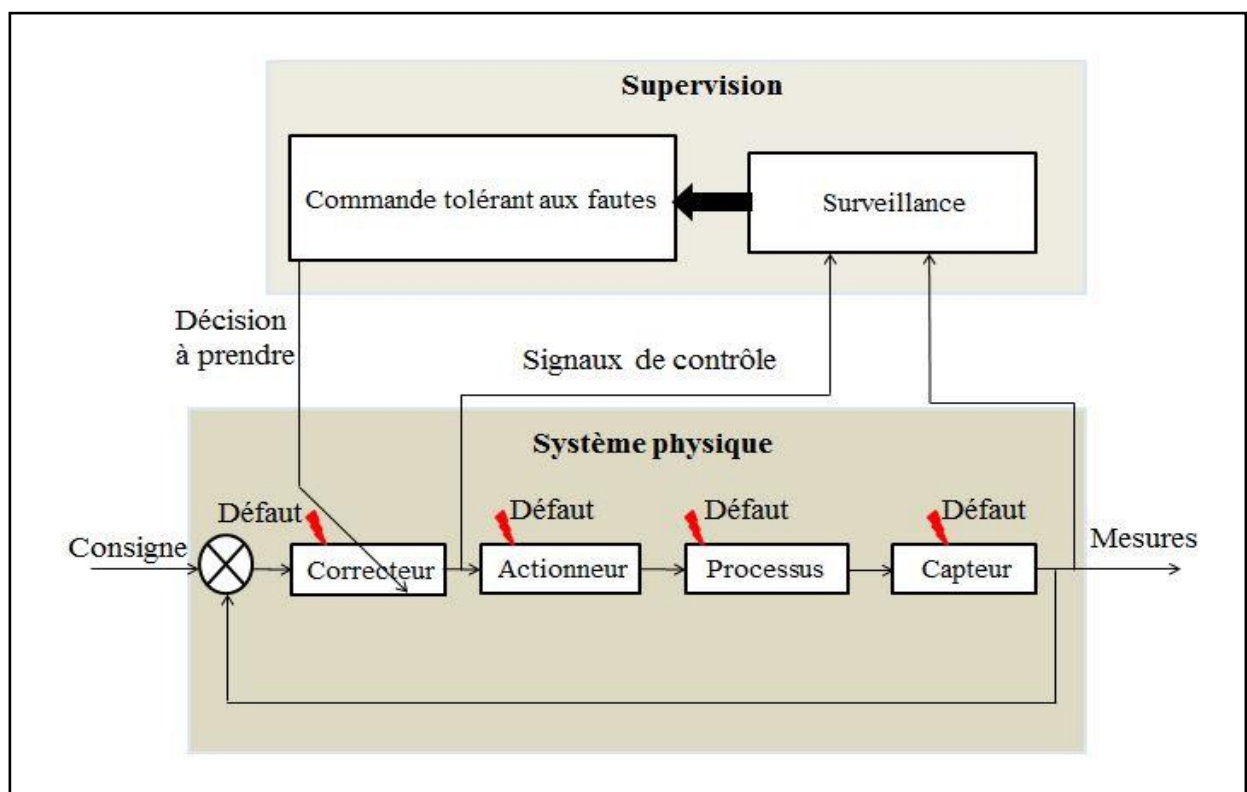 Supervision
Commande tolérant aux fautes
Surveillance
Décision
à prendre
Signaux de contrôle
Système physique
Défaut
Défaut
Défaut
Défaut
Consigne
Correcteur
Actionneur
Processus
Capteur
Mesures